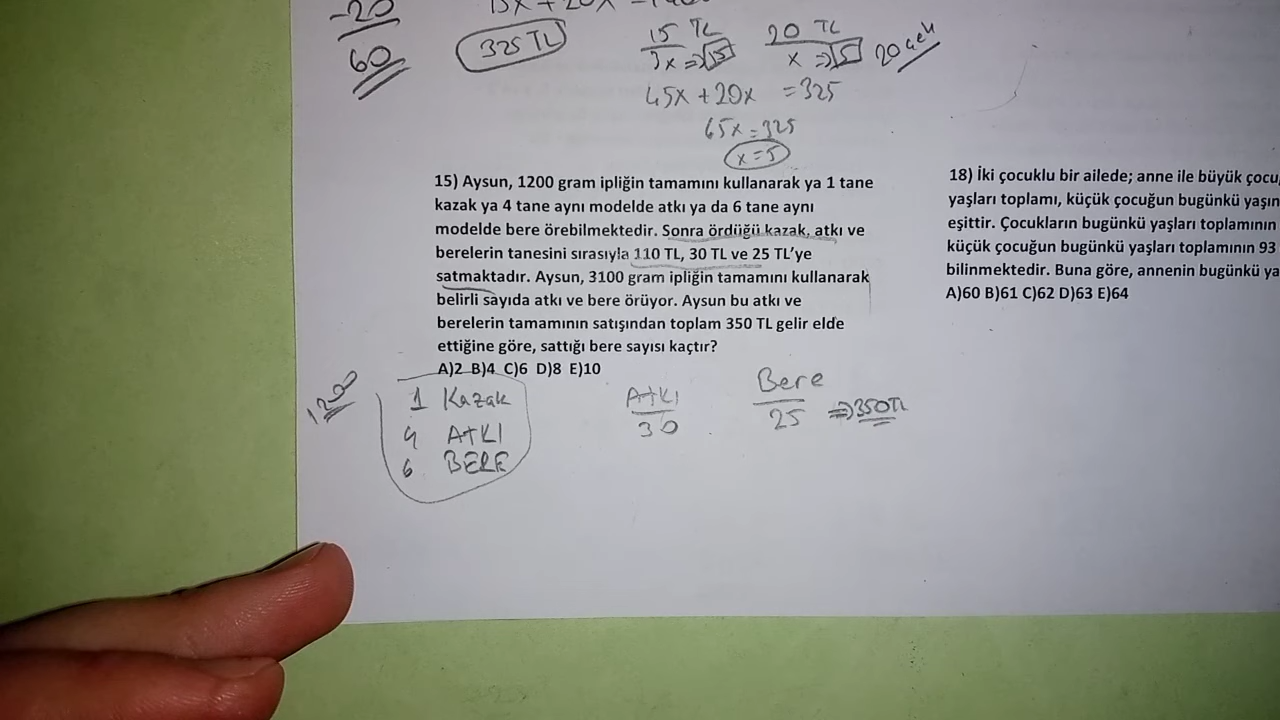 -20
60
15x + 20x
325 TL
15 TL
3x ⇒ 15
20 TL
x ⇒ 5
45x + 20x = 325
65x = 325
x = 5
15) Aysun, 1200 gram ipliğin tamamını kullanarak ya 1 tane
kazak ya 4 tane aynı modelde atkı ya da 6 tane aynı
modelde bere örebilmektedir. Sonra ördüğü kazak, atkı ve
berelerin tanesini sırasıyla 110 TL, 30 TL ve 25 TL'ye
satmaktadır. Aysun, 3100 gram ipliğin tamamını kullanarak
belirli sayıda atkı ve bere örüyor. Aysun bu atkı ve
berelerin tamamının satışından toplam 350 TL gelir elde
ettiğine göre, sattığı bere sayısı kaçtır?
A)2 B)4 C)6 D)8 E)10
1200
1 Kazak
4 ATKI
6 BERE
ATKI
30
Bere
25 ⇒ 350TL
18) İki çocuklu bir ailede; anne ile büyük çocu
yaşları toplamı, küçük çocuğun bugünkü yaşın
eşittir. Çocukların bugünkü yaşları toplamının
küçük çocuğun bugünkü yaşları toplamının 93
bilinmektedir. Buna göre, annenin bugünkü ya
A)60 B)61 C)62 D)63 E)64